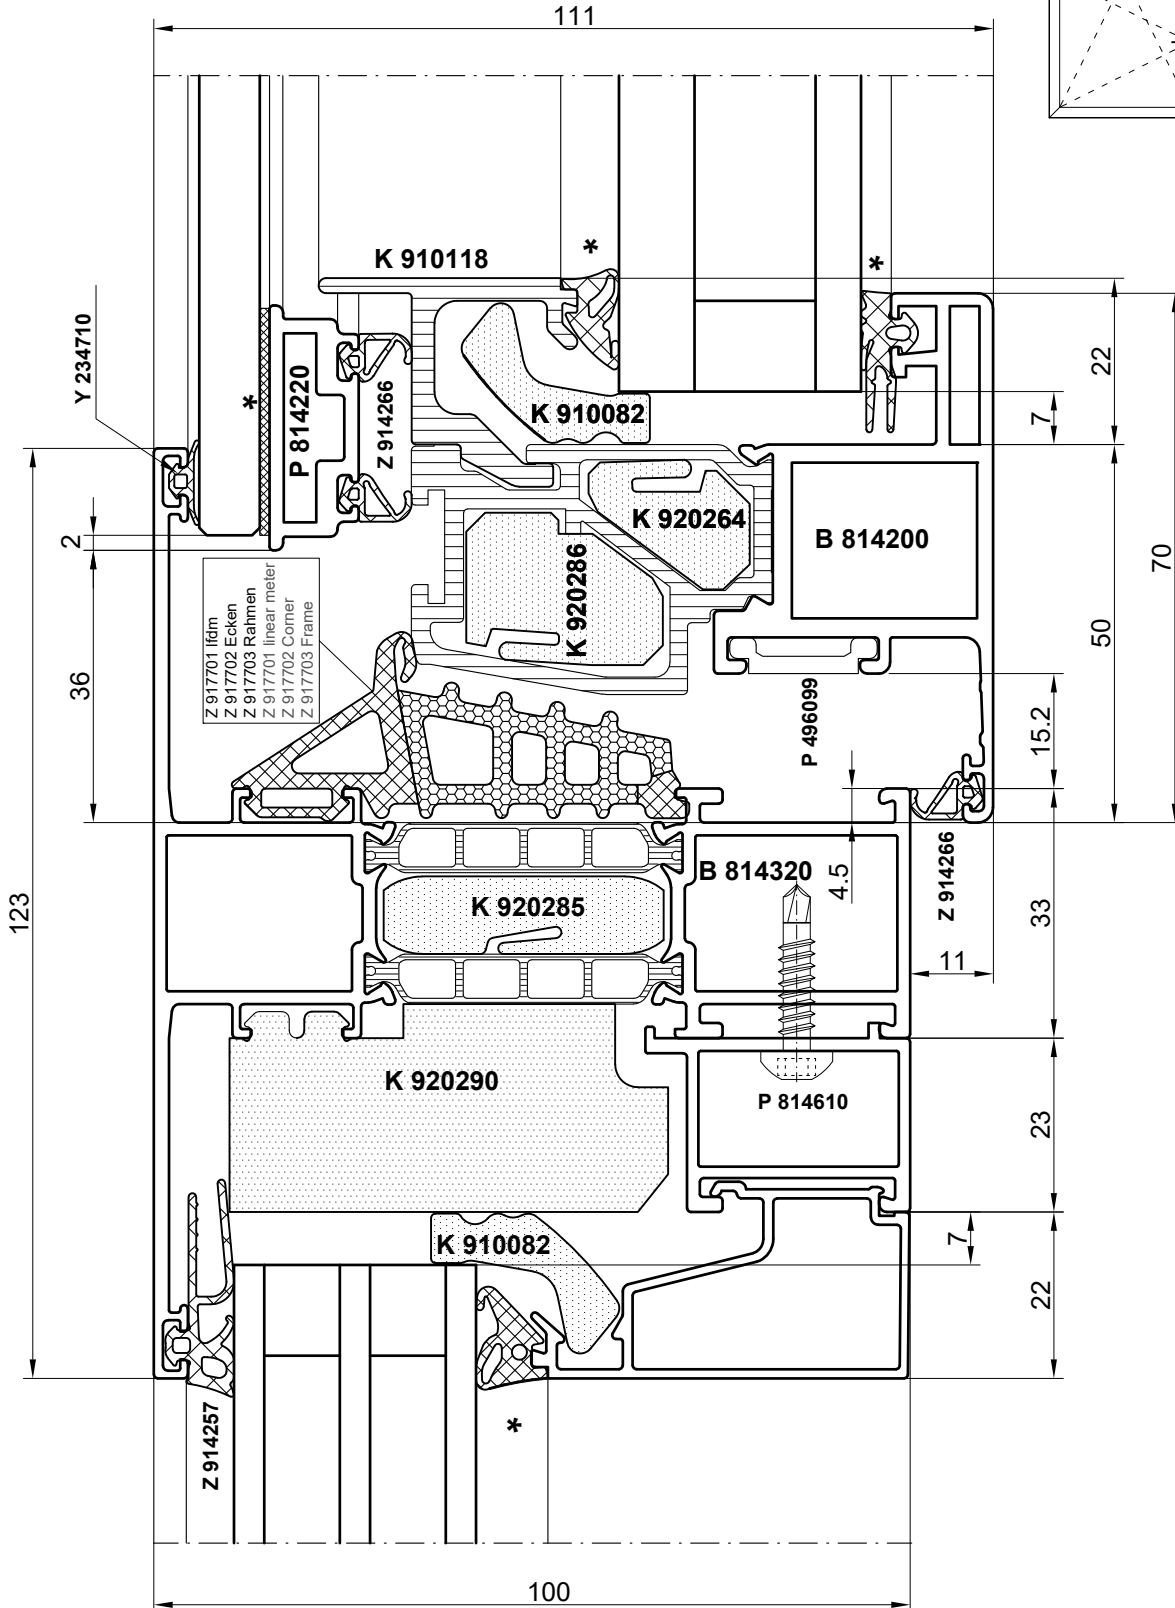 111
K 910118
*
*
Y 234710
*
P 814220
Z 914266
K 910082
22
7
K 920264
B 814200
K 920286
2
70
50
Z 917701 lfdm
Z 917702 Ecken
Z 917703 Rahmen
Z 917701 linear meter
Z 917702 Corner
Z 917703 Frame
36
P 496099
15.2
B 814320
4.5
Z 914266
K 920285
123
33
11
K 920290
P 814610
23
K 910082
7
22
Z 914257
*
100